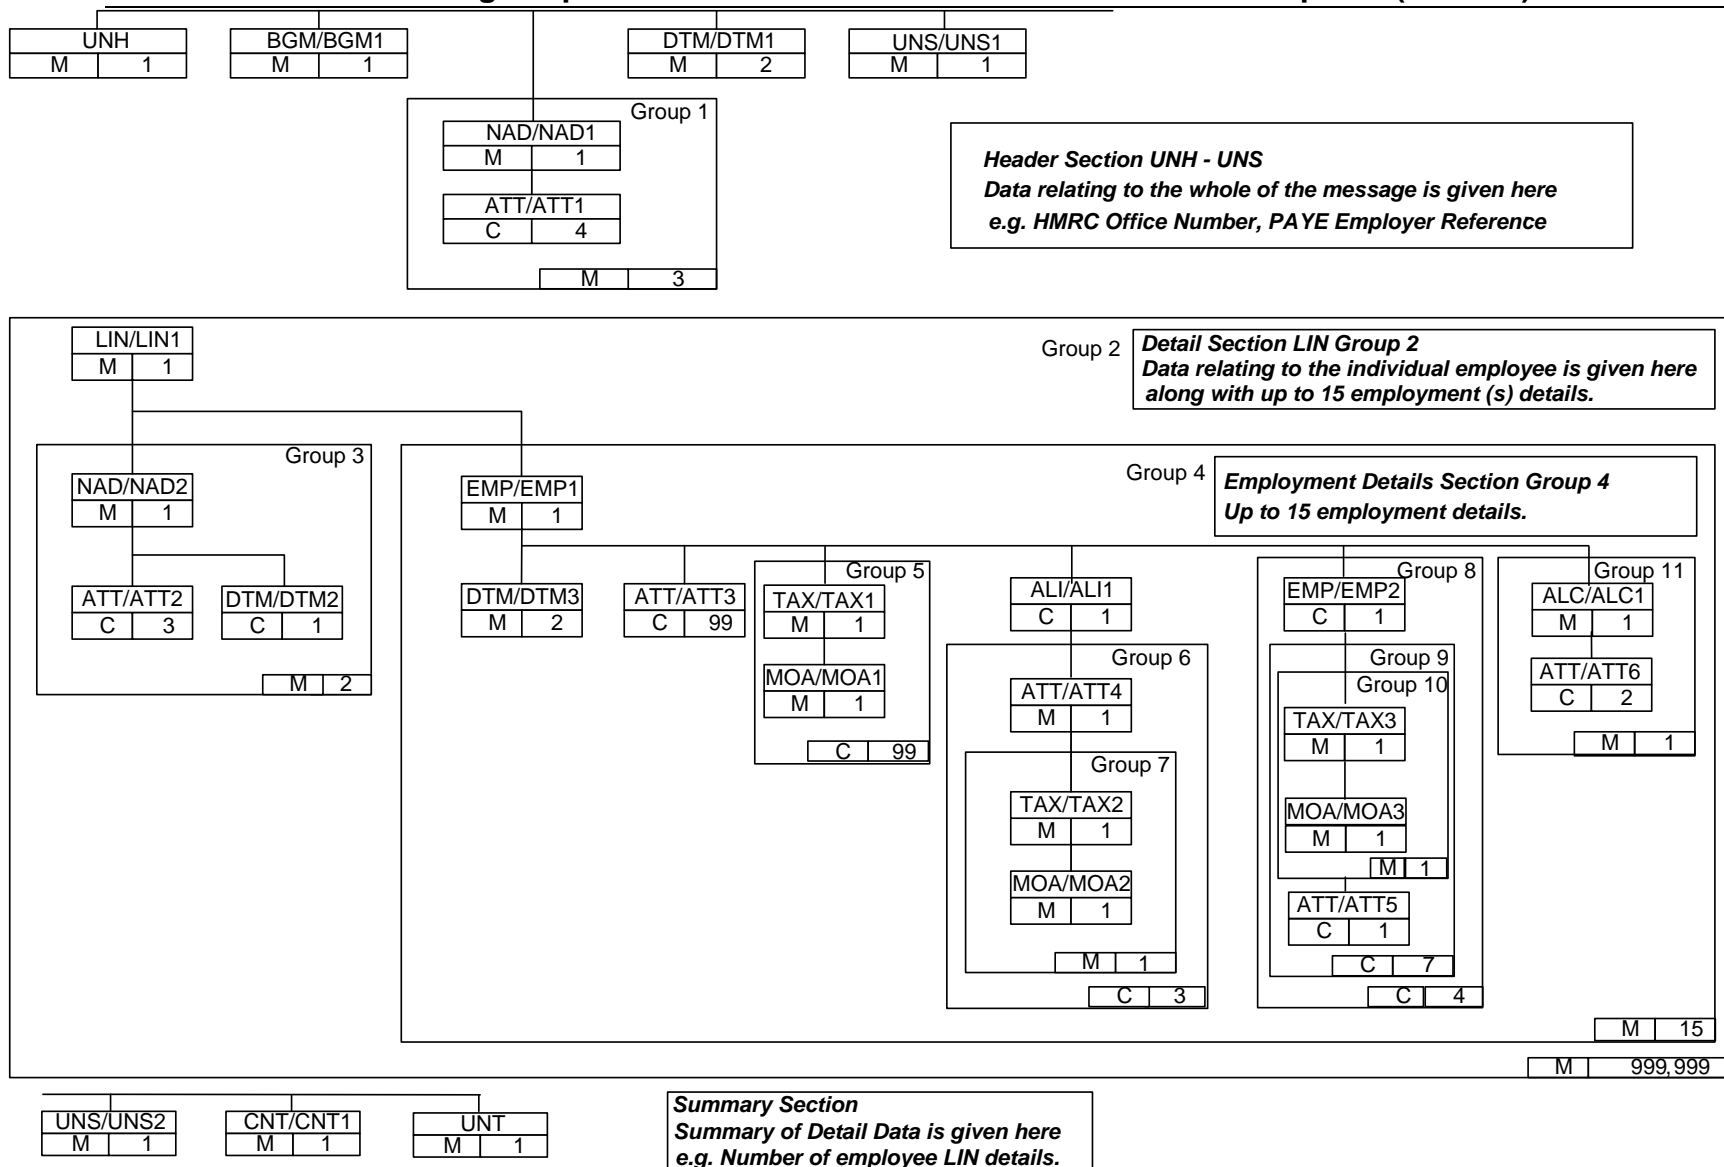 UNH
M 1
BGM/BGM1
M 1
DTM/DTM1
M 2
UNS/UNS1
M 1
Group 1
NAD/NAD1
M 1
ATT/ATT1
C 4
M 3
Header Section UNH - UNS
Data relating to the whole of the message is given here
e.g. HMRC Office Number, PAYE Employer Reference
LIN/LIN1
M 1
Group 2
Detail Section LIN Group 2
Data relating to the individual employee is given here
along with up to 15 employment (s) details.
Group 3
NAD/NAD2
M 1
ATT/ATT2
C 3
DTM/DTM2
C 1
M 2
Group 4
Employment Details Section Group 4
Up to 15 employment details.
EMP/EMP1
M 1
DTM/DTM3
M 2
ATT/ATT3
C 99
Group 5
TAX/TAX1
M 1
MOA/MOA1
M 1
C 99
ALI/ALI1
C 1
Group 6
ATT/ATT4
M 1
Group 7
TAX/TAX2
M 1
MOA/MOA2
M 1
M 1
C 3
Group 8
EMP/EMP2
C 1
Group 9
Group 10
TAX/TAX3
M 1
MOA/MOA3
M 1
M 1
ATT/ATT5
C 1
C 7
C 4
Group 11
ALC/ALC1
M 1
ATT/ATT6
C 2
M 1
M 15
M 999,999
UNS/UNS2
M 1
CNT/CNT1
M 1
UNT
M 1
Summary Section
Summary of Detail Data is given here
e.g. Number of employee LIN details.